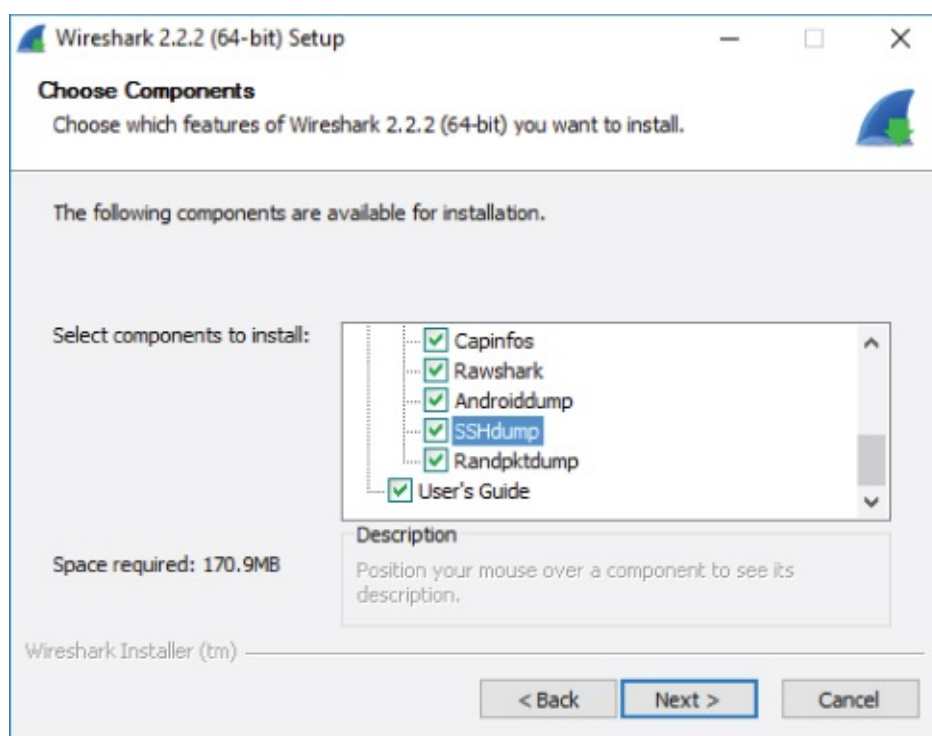 Wireshark 2.2.2 (64-bit) Setup
Choose Components
Choose which features of Wireshark 2.2.2 (64-bit) you want to install.
The following components are available for installation.
Select components to install:
Capinfos
Rawshark
Androiddump
SSHdump
Randpktdump
User's Guide
Space required: 170.9MB
Description
Position your mouse over a component to see its
description.
Wireshark Installer (tm)
< Back
Next >
Cancel